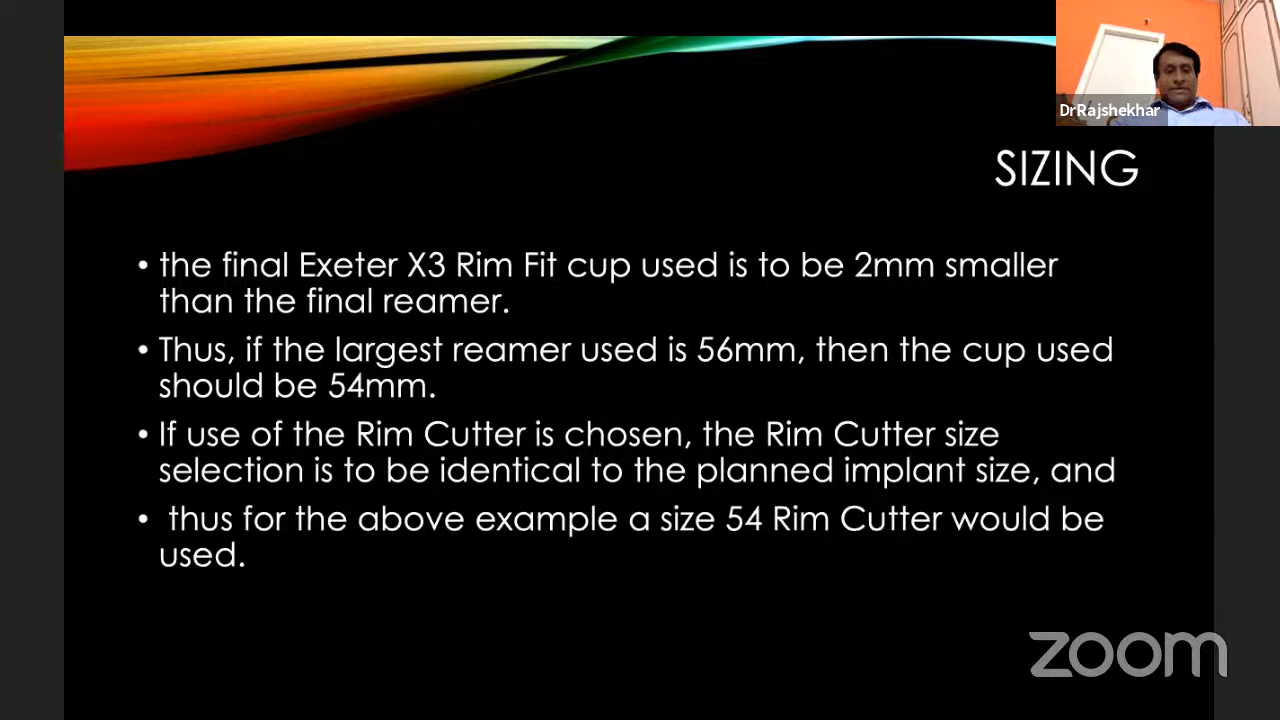 DrRajshekhar
SIZING
• the final Exeter X3 Rim Fit cup used is to be 2mm smaller
than the final reamer.
• Thus, if the largest reamer used is 56mm, then the cup used
should be 54mm.
• If use of the Rim Cutter is chosen, the Rim Cutter size
selection is to be identical to the planned implant size, and
• thus for the above example a size 54 Rim Cutter would be
used.
zoom